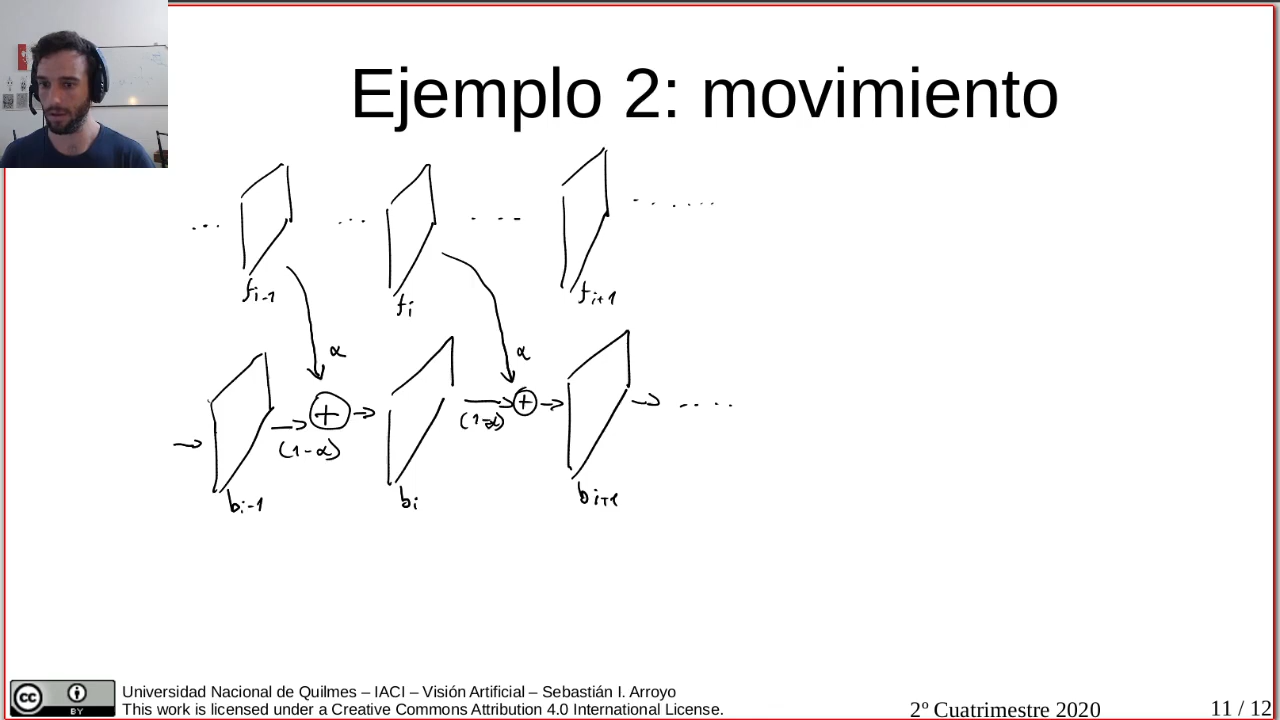 Ejemplo 2: movimiento
... ... ... ......
fi-1 fi fi+1
α α
+ +
(1-α) (1-α)
....
bi-1 bi bi+1
cc BY
Universidad Nacional de Quilmes – IACI – Visión Artificial – Sebastián I. Arroyo
This work is licensed under a Creative Commons Attribution 4.0 International License.
2º Cuatrimestre 2020
11 / 12